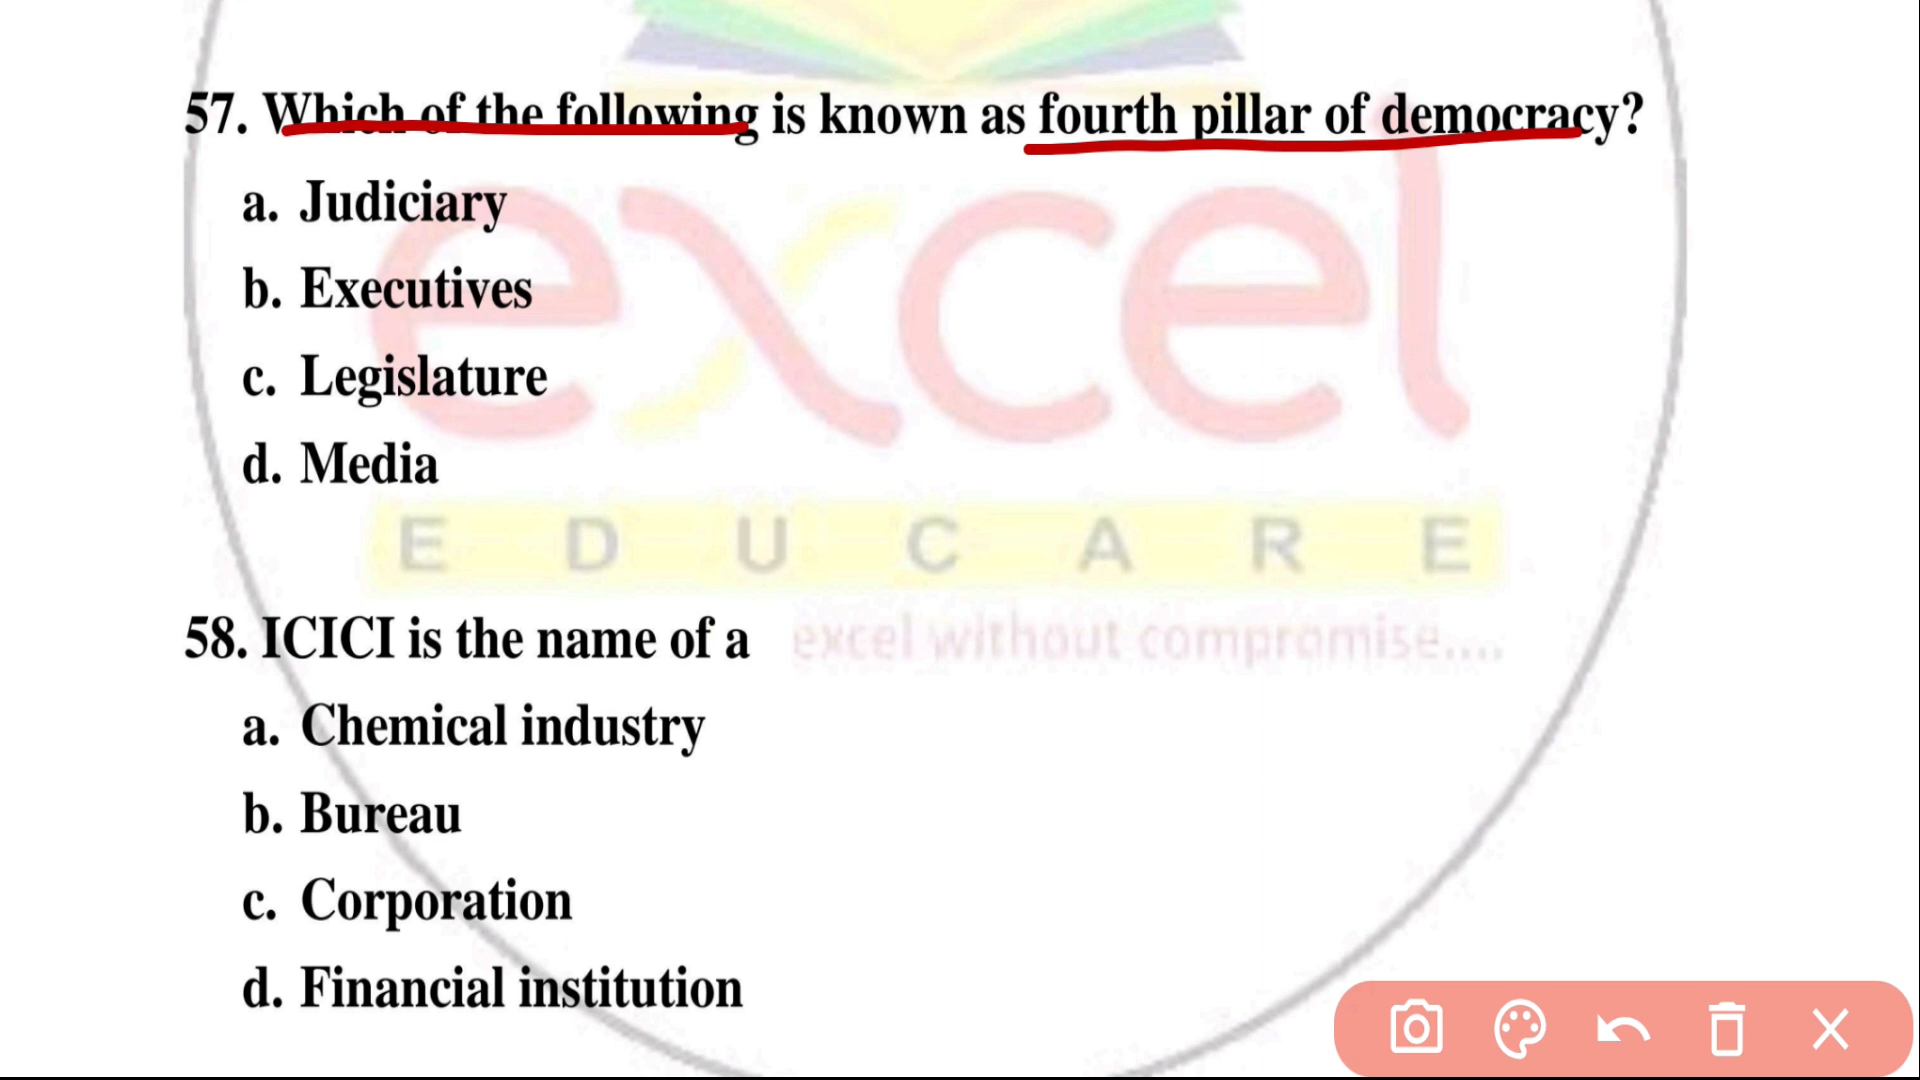 57. Which of the following is known as fourth pillar of democracy?
a. Judiciary
b. Executives
c. Legislature
d. Media
excel
EDUCARE
excel without compromise....
58. ICICI is the name of a
a. Chemical industry
b. Bureau
c. Corporation
d. Financial institution